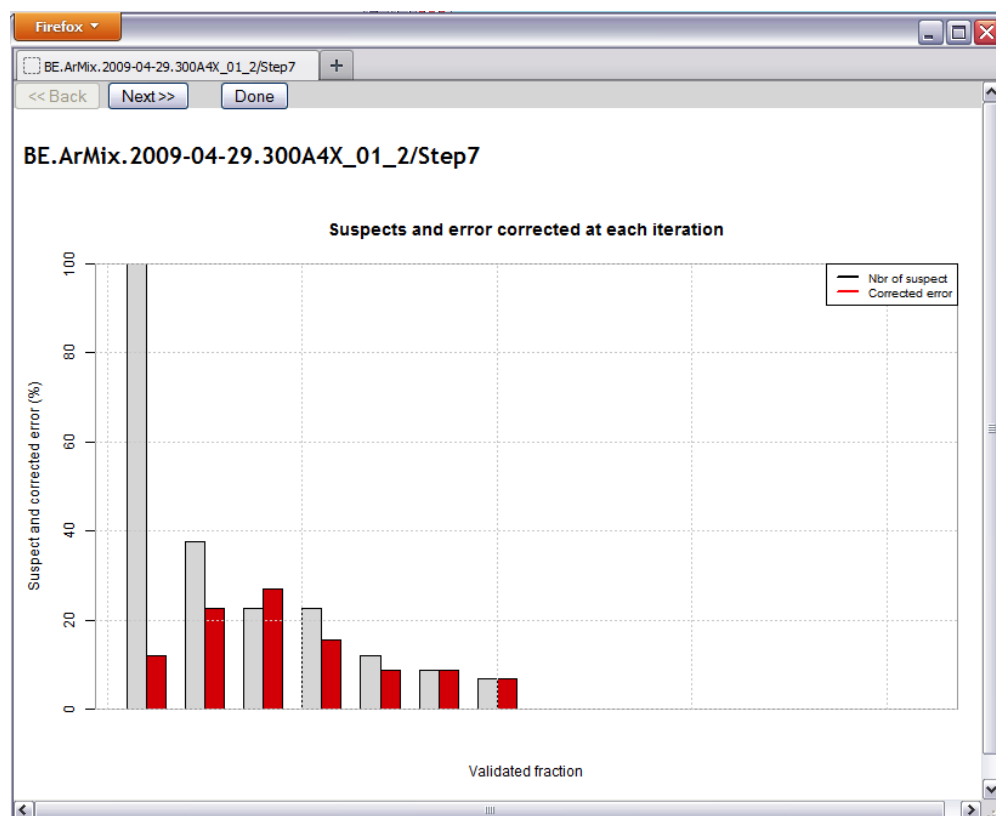 Firefox
BE.ArMix.2009-04-29.300A4X_01_2/Step7
<< Back Next>> Done
BE.ArMix.2009-04-29.300A4X_01_2/Step7
Suspects and error corrected at each iteration
Nbr of suspect
Corrected error
100
80
60
40
20
0
Suspect and corrected error (%)
Validated fraction